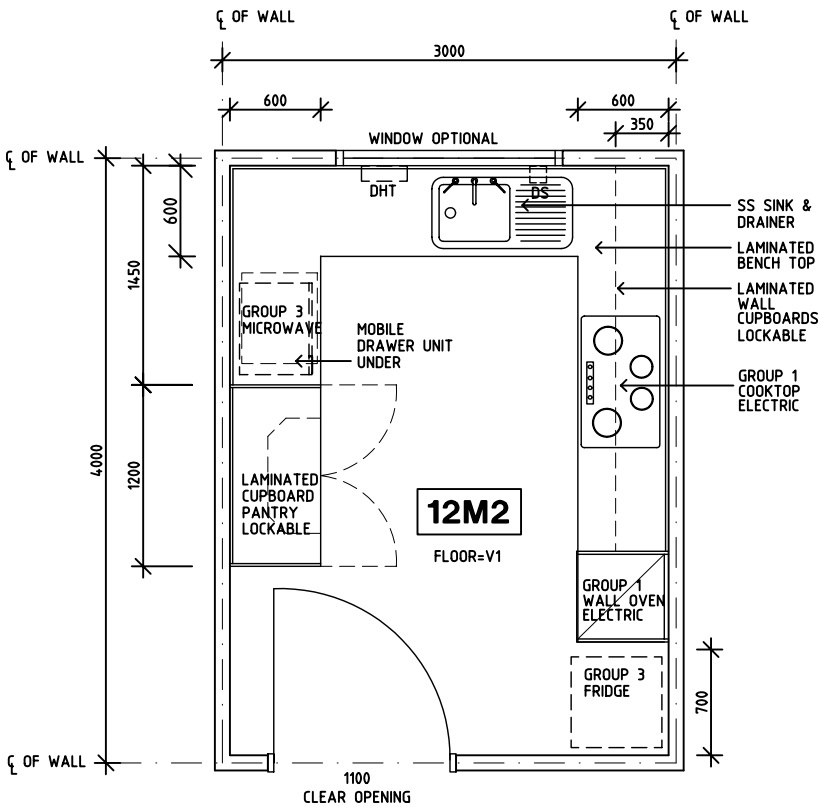 ℄ OF WALL
℄ OF WALL
3000
600
600
350
WINDOW OPTIONAL
℄ OF WALL
DHT
DS
600
SS SINK &
DRAINER
LAMINATED
BENCH TOP
1450
LAMINATED
WALL
CUPBOARDS
LOCKABLE
GROUP 3
MICROWAVE
MOBILE
DRAWER UNIT
UNDER
GROUP 1
COOKTOP
ELECTRIC
4000
1200
LAMINATED
CUPBOARD
PANTRY
LOCKABLE
12M2
FLOOR=V1
GROUP 1
WALL OVEN
ELECTRIC
GROUP 3
FRIDGE
700
℄ OF WALL
1100
CLEAR OPENING